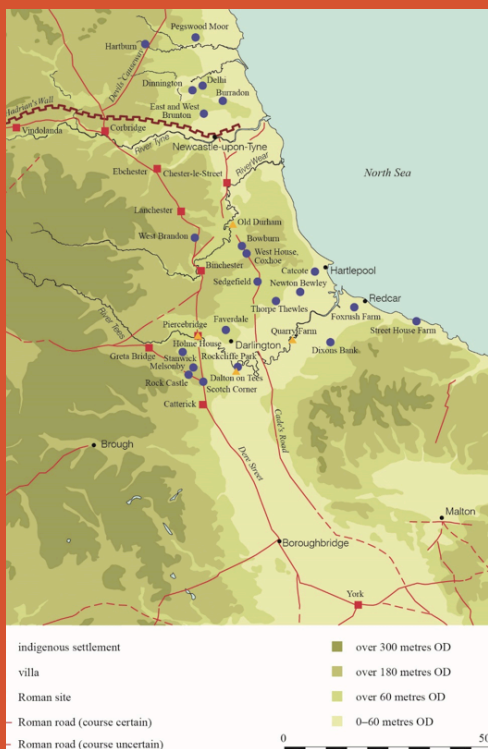 Pegswood Moor
Hartburn
Devils Causeway
Dinnington
Delhi
Burradon
East and West
Brunton
Hadrian's Wall
Vindolanda
Corbridge
River Tyne
Newcastle-upon-Tyne
Ebchester
Chester-le-Street
River Wear
North Sea
Lanchester
Old Durham
West Brandon
Bowburn
West House,
Coxhoe
Binchester
Catcote
Hartlepool
Sedgefield
Newton Bewley
Redcar
Thorpe Thewles
Foxrush Farm
Street House Farm
River Tees
Piercebridge
Faverdale
Quarry Farm
Holme House
Darlington
Dixons Bank
Greta Bridge
Stanwick
Rockcliffe Park
Melsonby
Dalton on Tees
Rock Castle
Scotch Corner
Catterick
Cade's Road
Brough
Dere Street
Malton
Boroughbridge
York
indigenous settlement
over 300 metres OD
villa
over 180 metres OD
Roman site
over 60 metres OD
Roman road (course certain)
0–60 metres OD
Roman road (course uncertain)
0
50